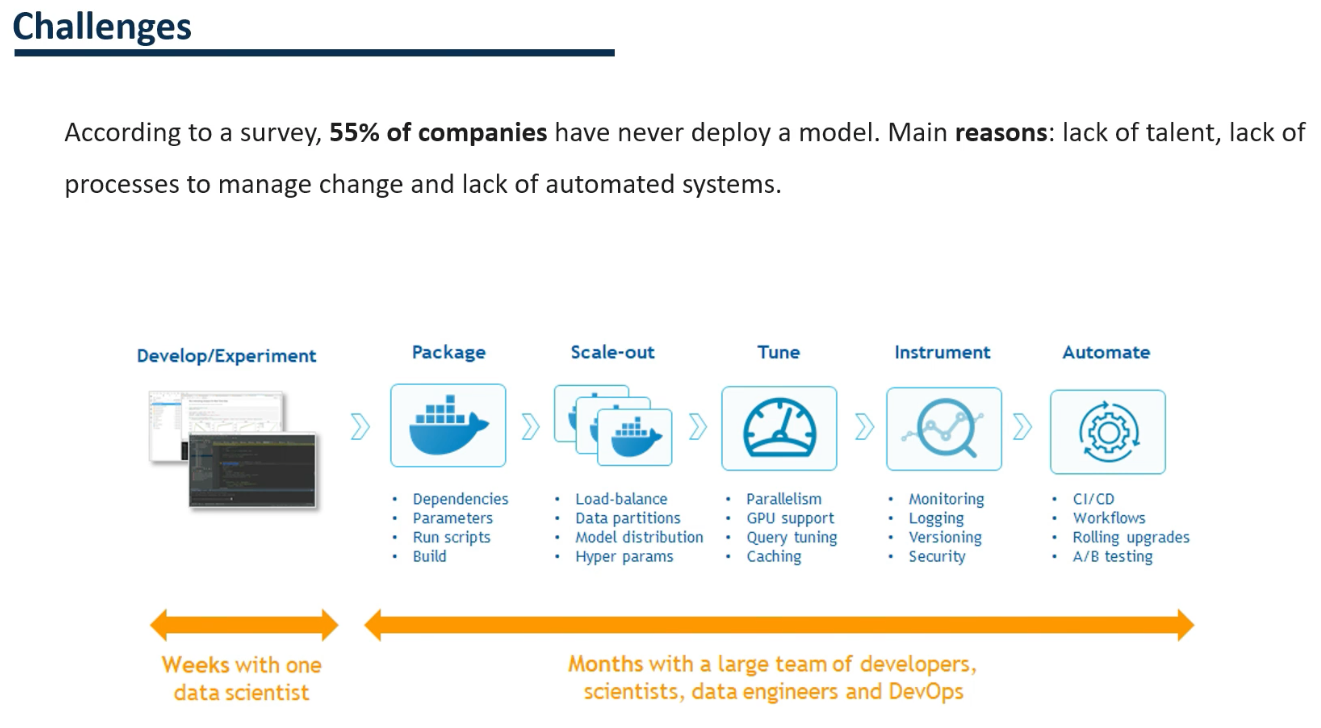 Challenges
According to a survey, 55% of companies have never deploy a model. Main reasons: lack of talent, lack of
processes to manage change and lack of automated systems.
Develop/Experiment
Package
Scale-out
Tune
Instrument
Automate
• Dependencies
• Parameters
• Run scripts
• Build
• Load-balance
• Data partitions
• Model distribution
• Hyper params
• Parallelism
• GPU support
• Query tuning
• Caching
• Monitoring
• Logging
• Versioning
• Security
• CI/CD
• Workflows
• Rolling upgrades
• A/B testing
Weeks with one
data scientist
Months with a large team of developers,
scientists, data engineers and DevOps